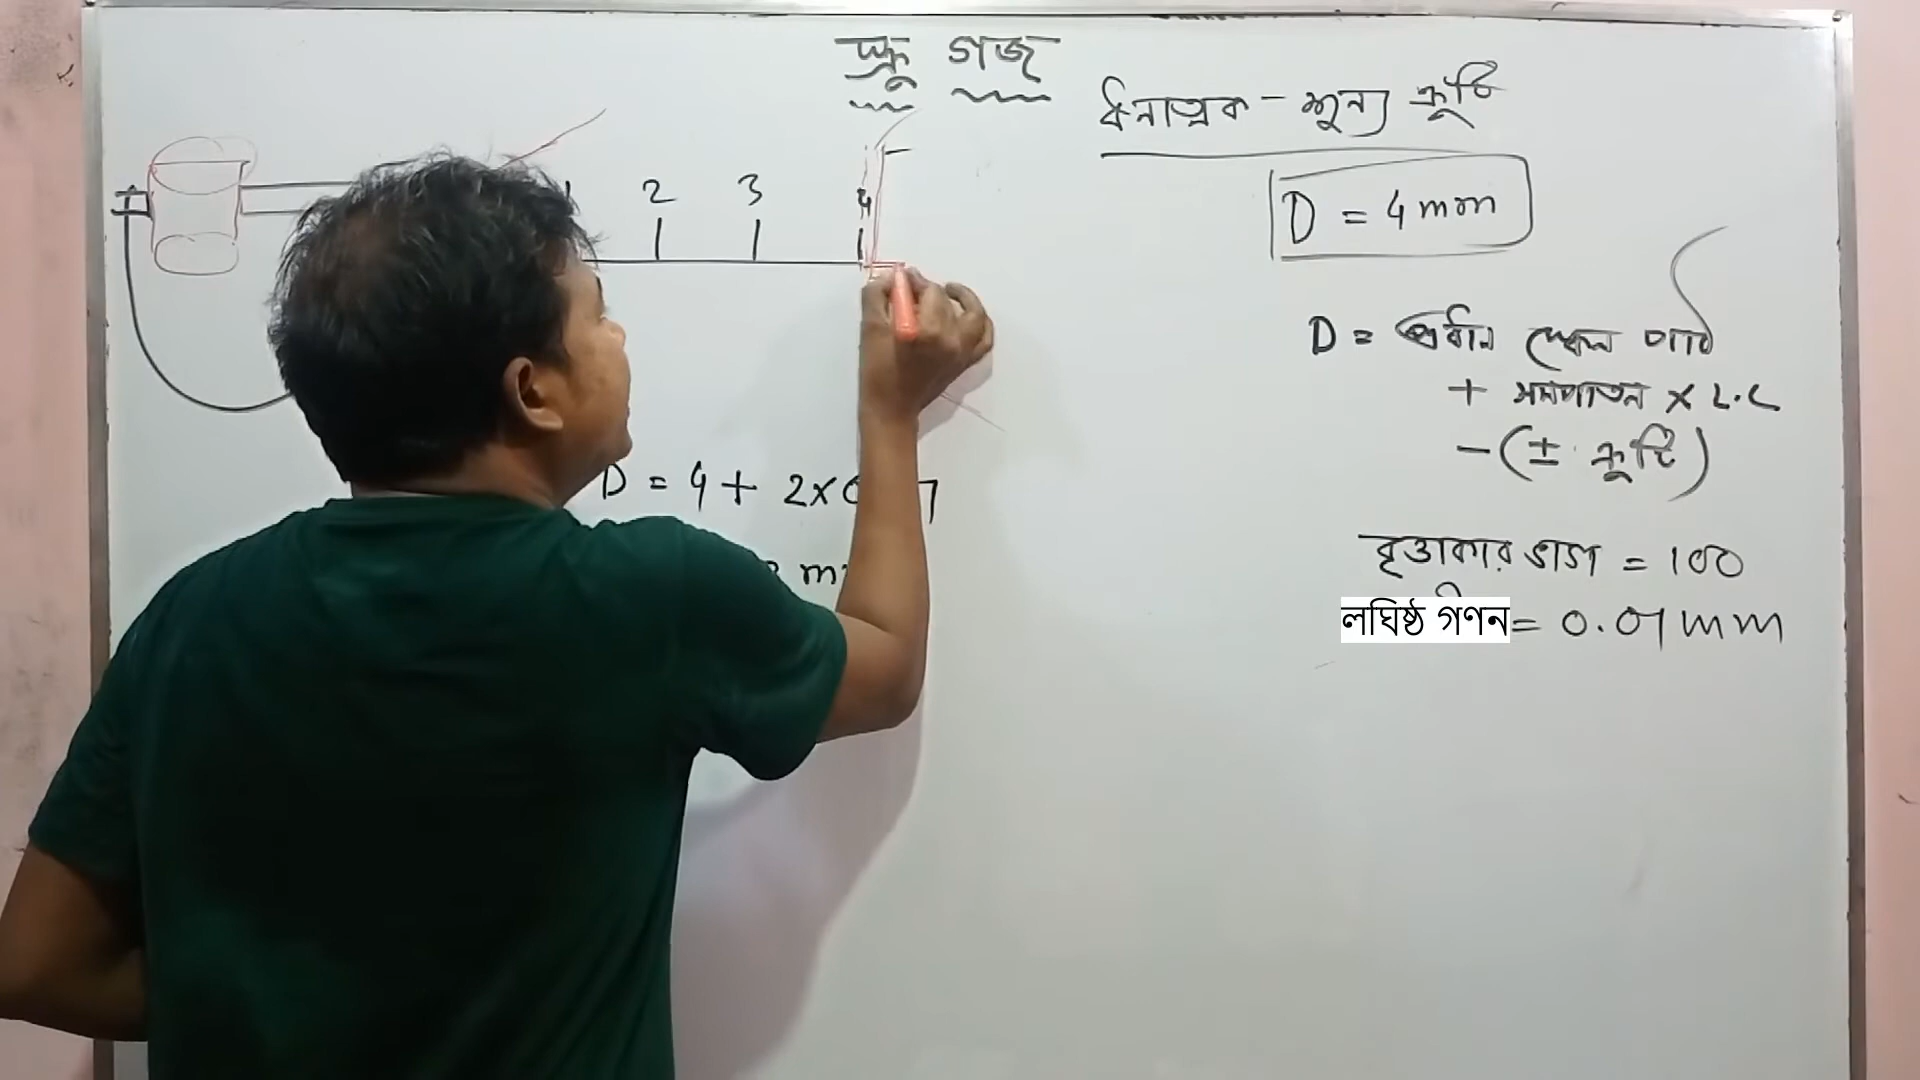 স্ক্রু গজ
ধনাত্মক - শূন্য ত্রুটি
D = 4 mm
2 3 4
D = প্রধান স্কেল পাঠ
+ সমপাতন × L.C
- (± ত্রুটি)
D = 4 + 2×0
বৃত্তাকার ভাগ = 100
লঘিষ্ঠ গণন = 0.01 mm